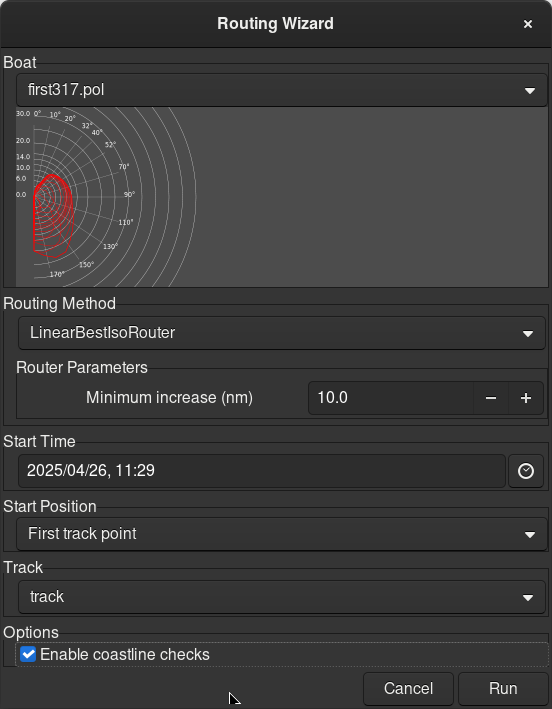 Routing Wizard
Boat
first317.pol
30.0 0° 10° 20° 32° 40° 52° 70° 90° 110° 130° 150° 170°
20.0
14.0
10.0
6.0
0.0
Routing Method
LinearBestIsoRouter
Router Parameters
Minimum increase (nm) 10.0
Start Time
2025/04/26, 11:29
Start Position
First track point
Track
track
Options
Enable coastline checks
Cancel Run